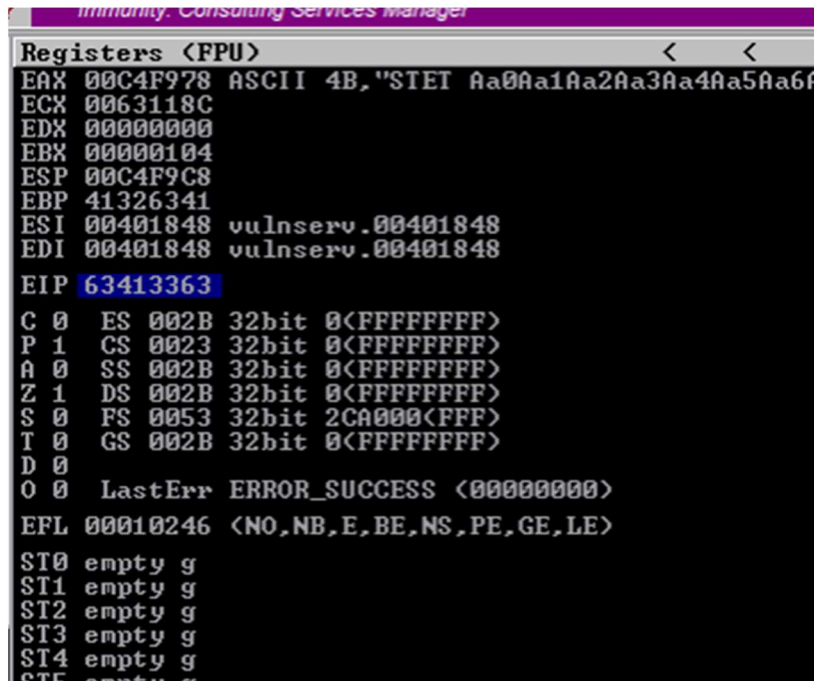 Immunity: Consulting Services Manager
Registers (FPU) < <
EAX 00C4F978 ASCII 4B,"STET Aa0Aa1Aa2Aa3Aa4Aa5Aa6A
ECX 0063118C
EDX 00000000
EBX 00000104
ESP 00C4F9C8
EBP 41326341
ESI 00401848 vulnserv.00401848
EDI 00401848 vulnserv.00401848
EIP 63413363
C 0 ES 002B 32bit 0(FFFFFFFF)
P 1 CS 0023 32bit 0(FFFFFFFF)
A 0 SS 002B 32bit 0(FFFFFFFF)
Z 1 DS 002B 32bit 0(FFFFFFFF)
S 0 FS 0053 32bit 2CA000(FFF)
T 0 GS 002B 32bit 0(FFFFFFFF)
D 0
O 0 LastErr ERROR_SUCCESS (00000000)
EFL 00010246 (NO,NB,E,BE,NS,PE,GE,LE)
ST0 empty g
ST1 empty g
ST2 empty g
ST3 empty g
ST4 empty g
ST5 empty g